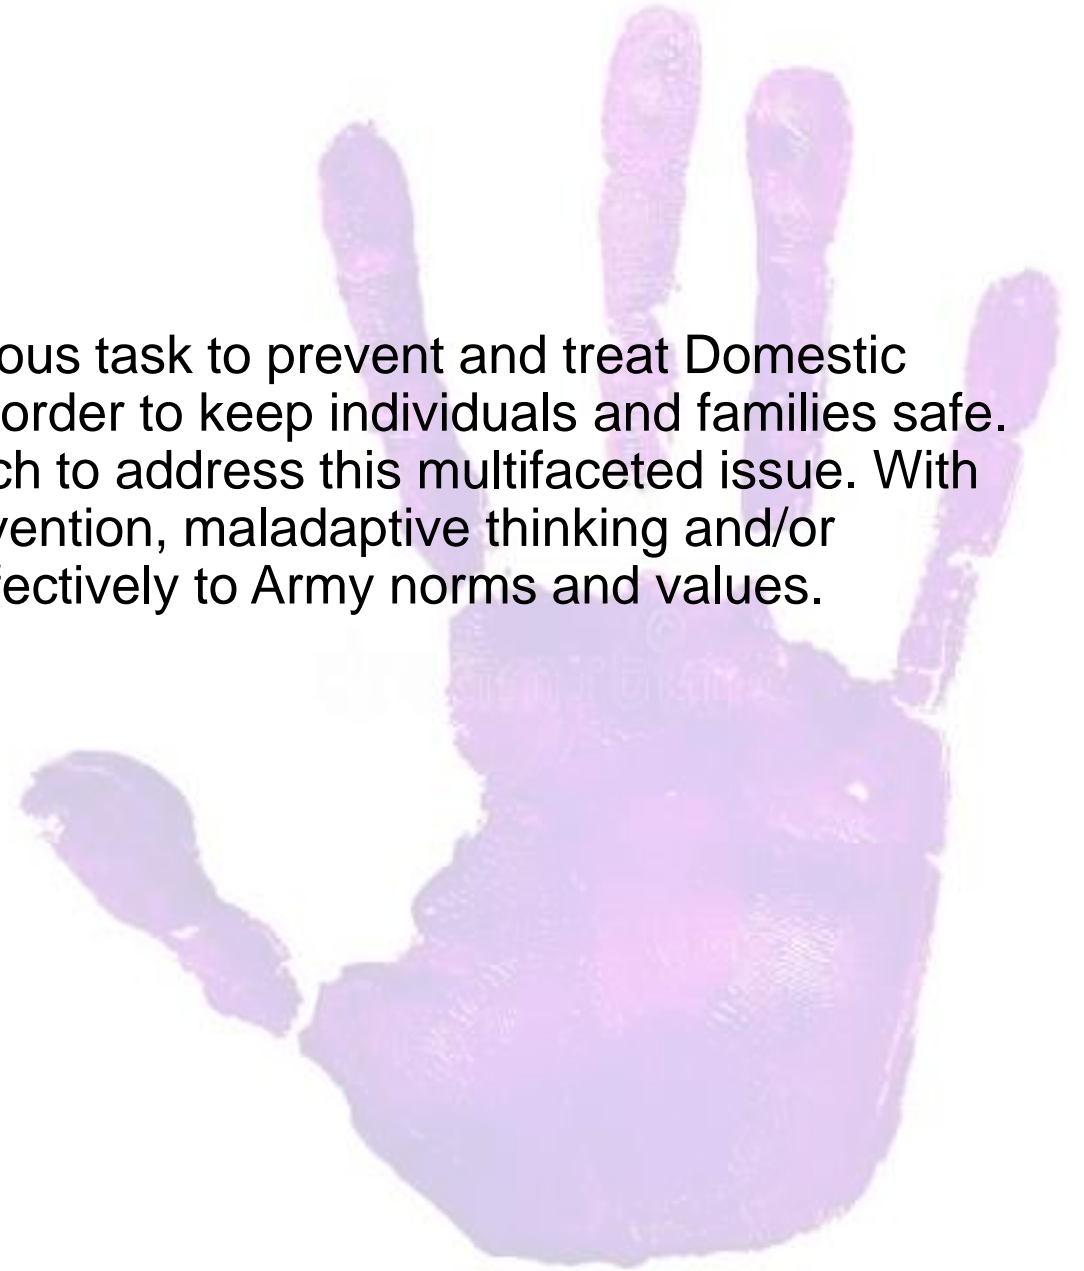 ous task to prevent and treat Domestic
order to keep individuals and families safe.
ch to address this multifaceted issue. With
vention, maladaptive thinking and/or
fectively to Army norms and values.